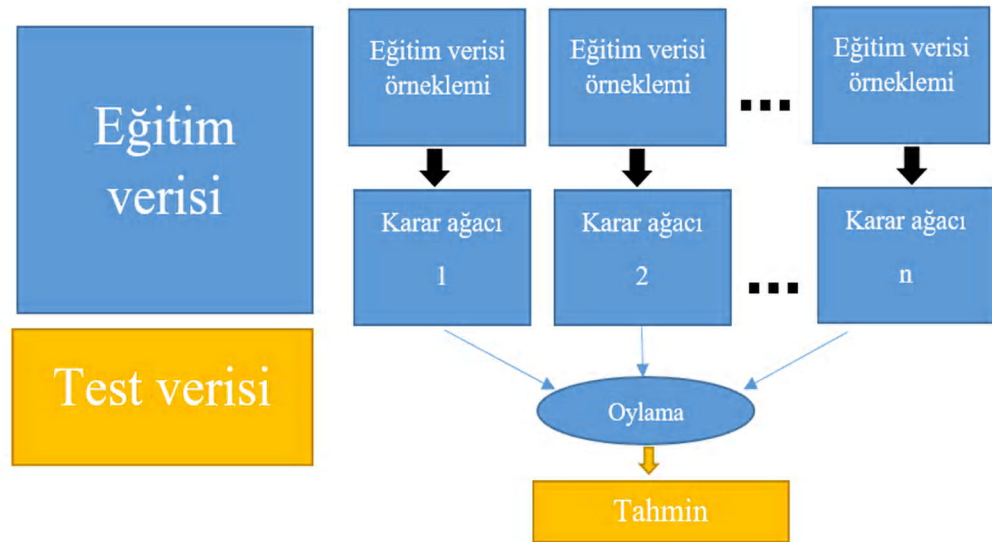 Eğitim
verisi
Test verisi
Eğitim verisi
örneklemi
Eğitim verisi
örneklemi
Eğitim verisi
örneklemi
Karar ağacı
1
Karar ağacı
2
Karar ağacı
n
Oylama
Tahmin